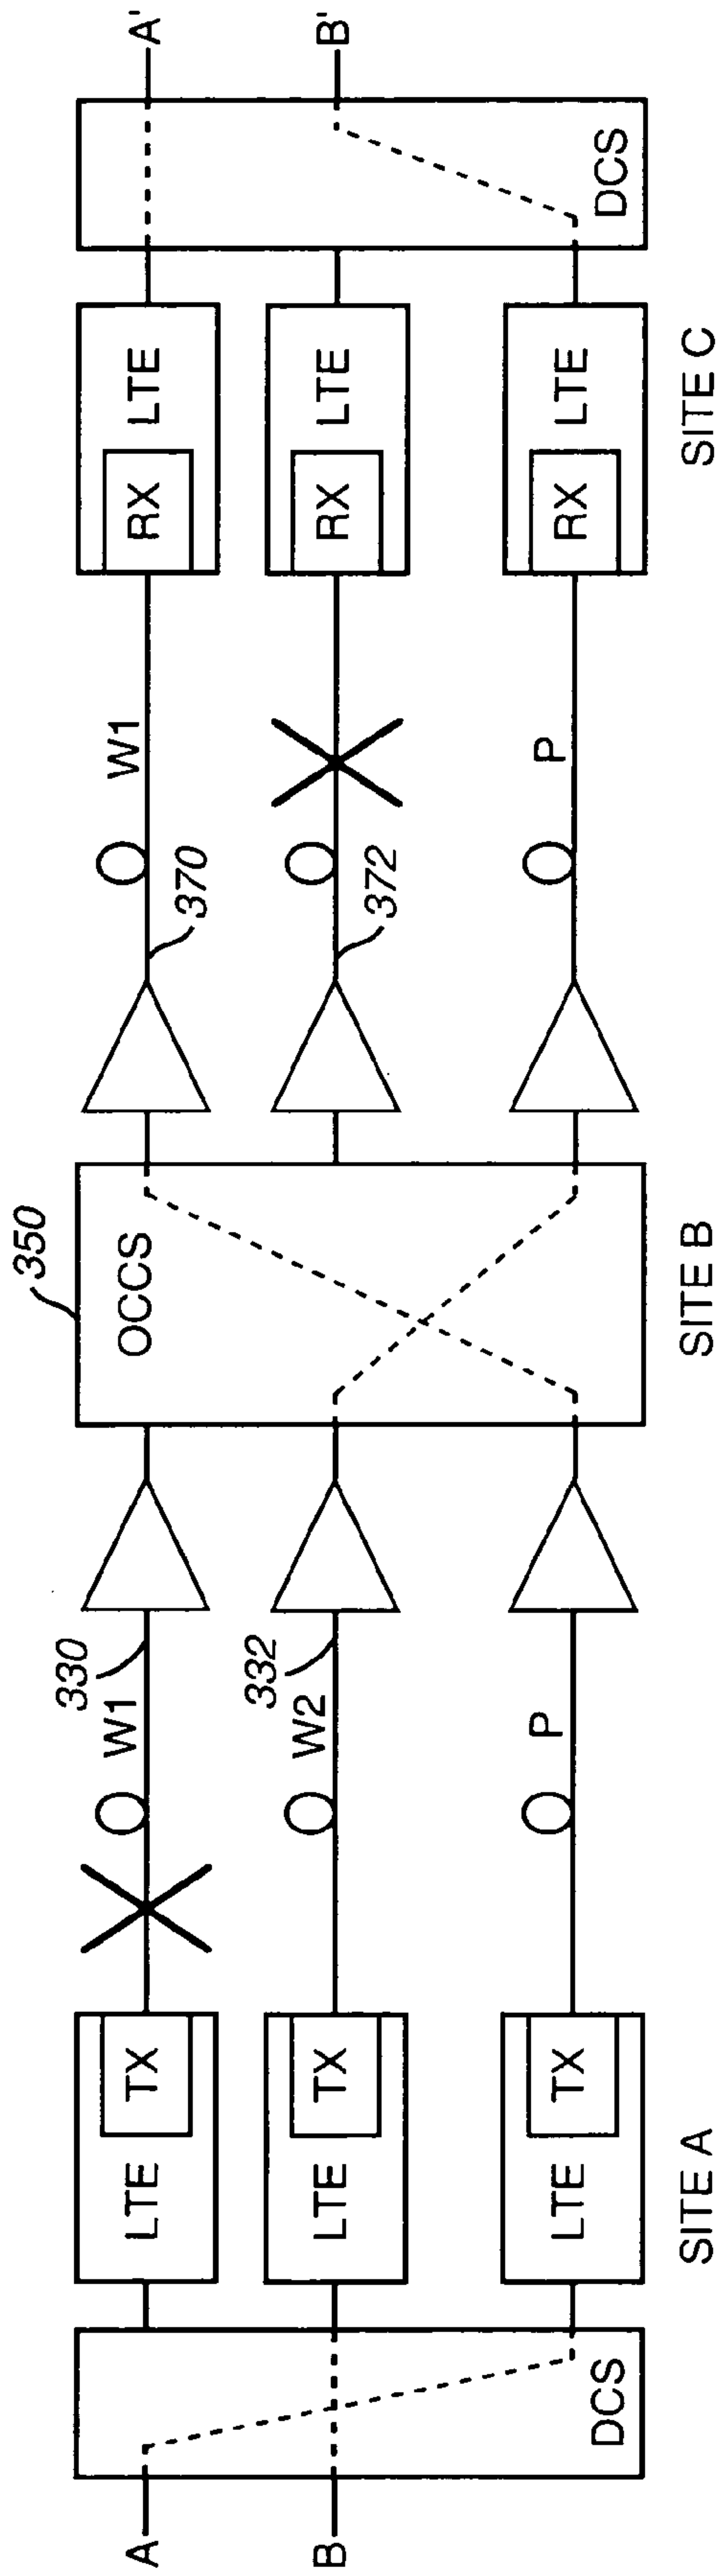 350
330
A LTE TX W1 OCCS W1 RX LTE A'
370
332
W2
B LTE TX RX LTE B'
372
LTE TX P P RX LTE
DCS DCS
SITE A SITE B SITE C